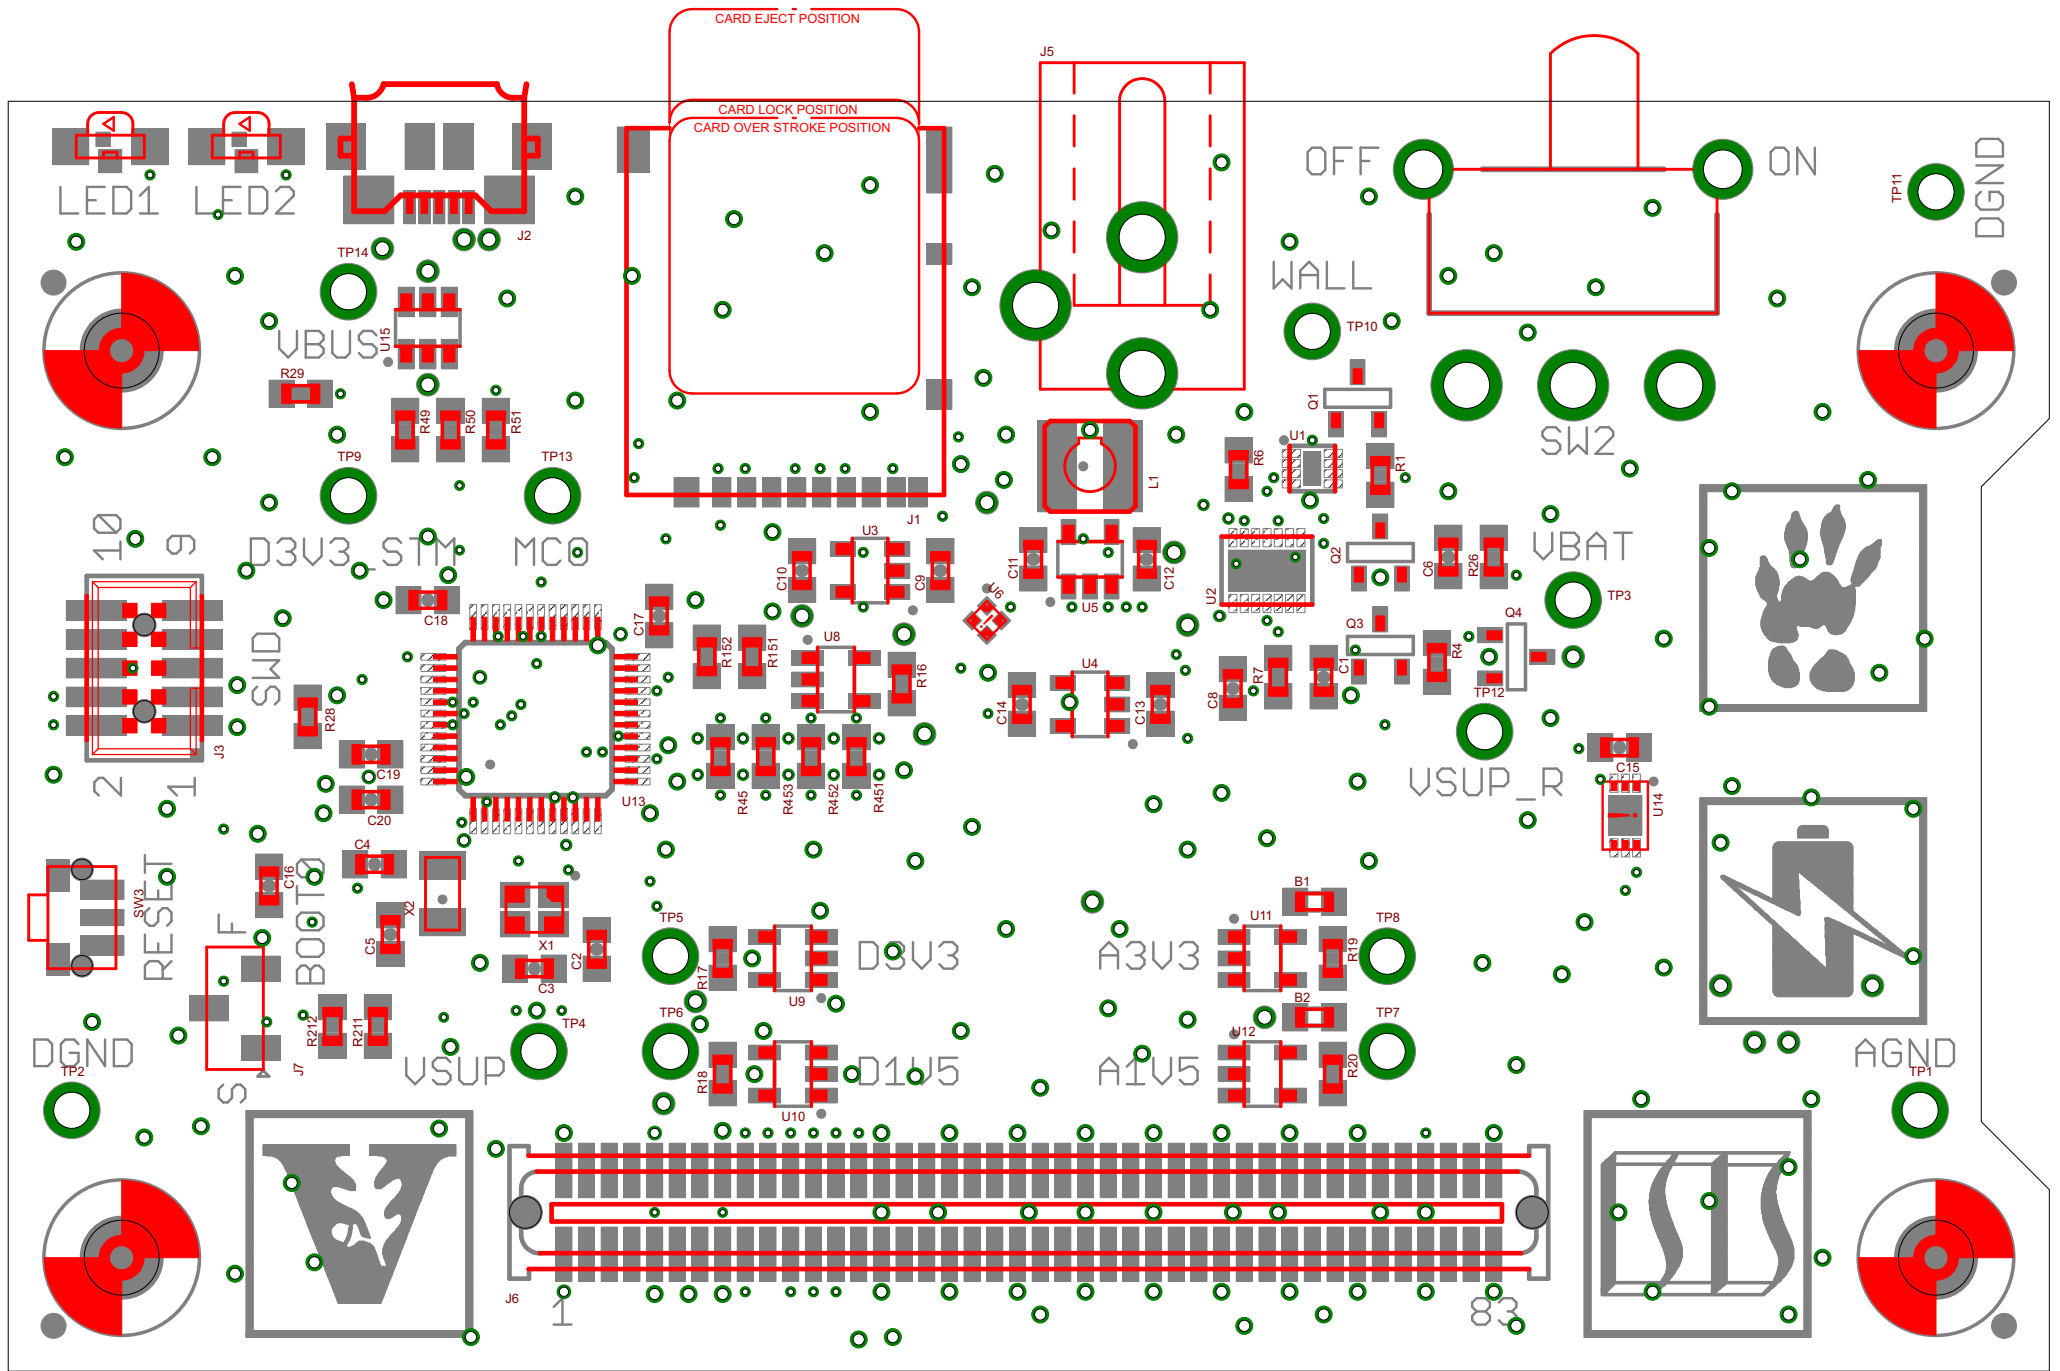 CARD EJECT POSITION
J5
CARD LOCK POSITION
CARD OVER STROKE POSITION
OFF
ON
TP11
DGND
LED1
LED2
J2
TP14
WALL
TP10
VBUS
U15
R29
R49
R50
R51
Q1
SW2
U1
R6
R1
L1
TP9
TP13
J1
10
9
D3V3_STM
MC0
U3
C10
C9
C11
U5
C12
U2
Q2
C6
R26
VBAT
TP3
U6
C18
C17
R152
R151
U8
R16
U4
C14
C13
C8
R7
C1
Q3
R4
Q4
TP12
SWD
R28
J3
2
1
C19
C20
U13
R45
R453
R452
R451
VSUP_R
C15
U14
C4
C16
SW3
RESET
BOOT0
F
C5
X2
X1
C2
C3
TP5
R17
U9
D3V3
A3V3
B1
U11
R19
TP8
S
J7
R212
R211
VSUP
TP4
TP6
R18
U10
D1V5
A1V5
B2
U12
R20
TP7
DGND
TP2
AGND
TP1
J6
1
83